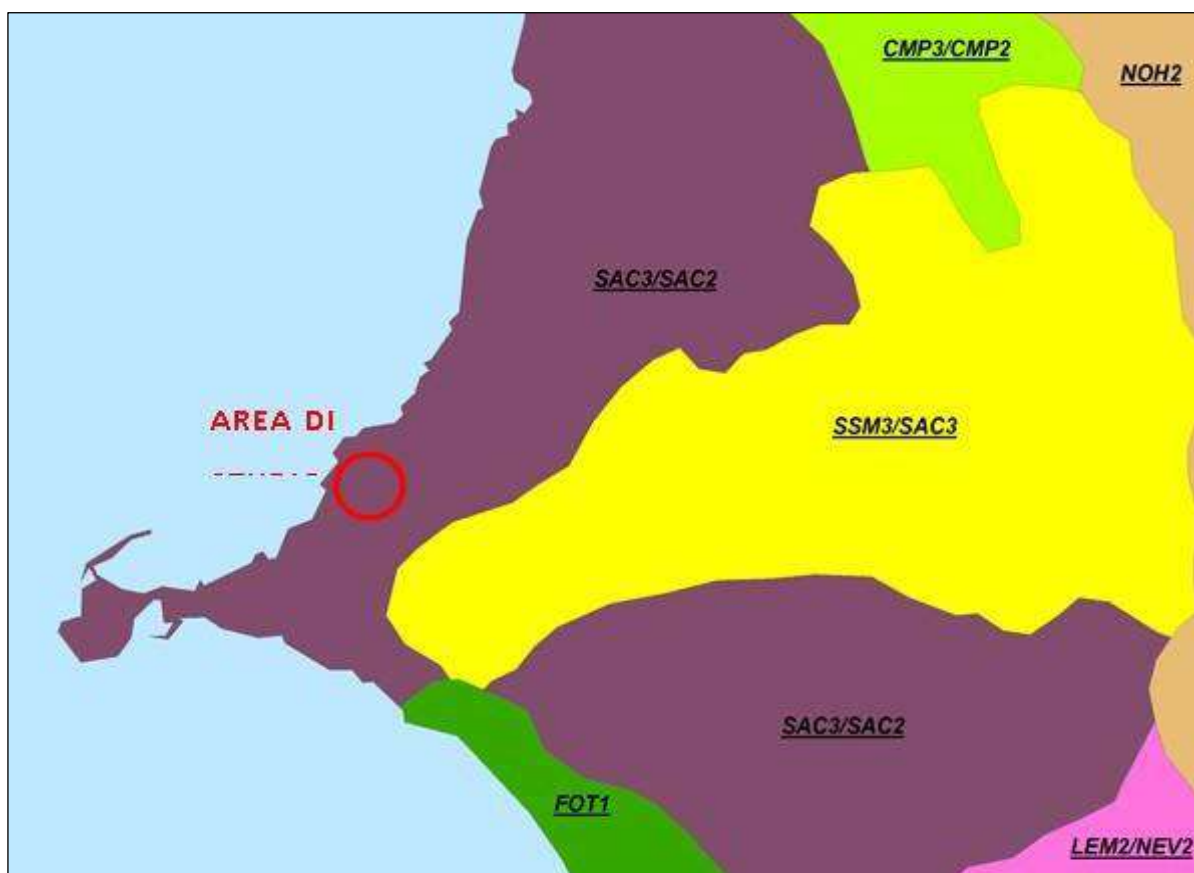 CMP3/CMP2
NOH2
SAC3/SAC2
AREA DI
SSM3/SAC3
SAC3/SAC2
FOT1
LEM2/NEV2